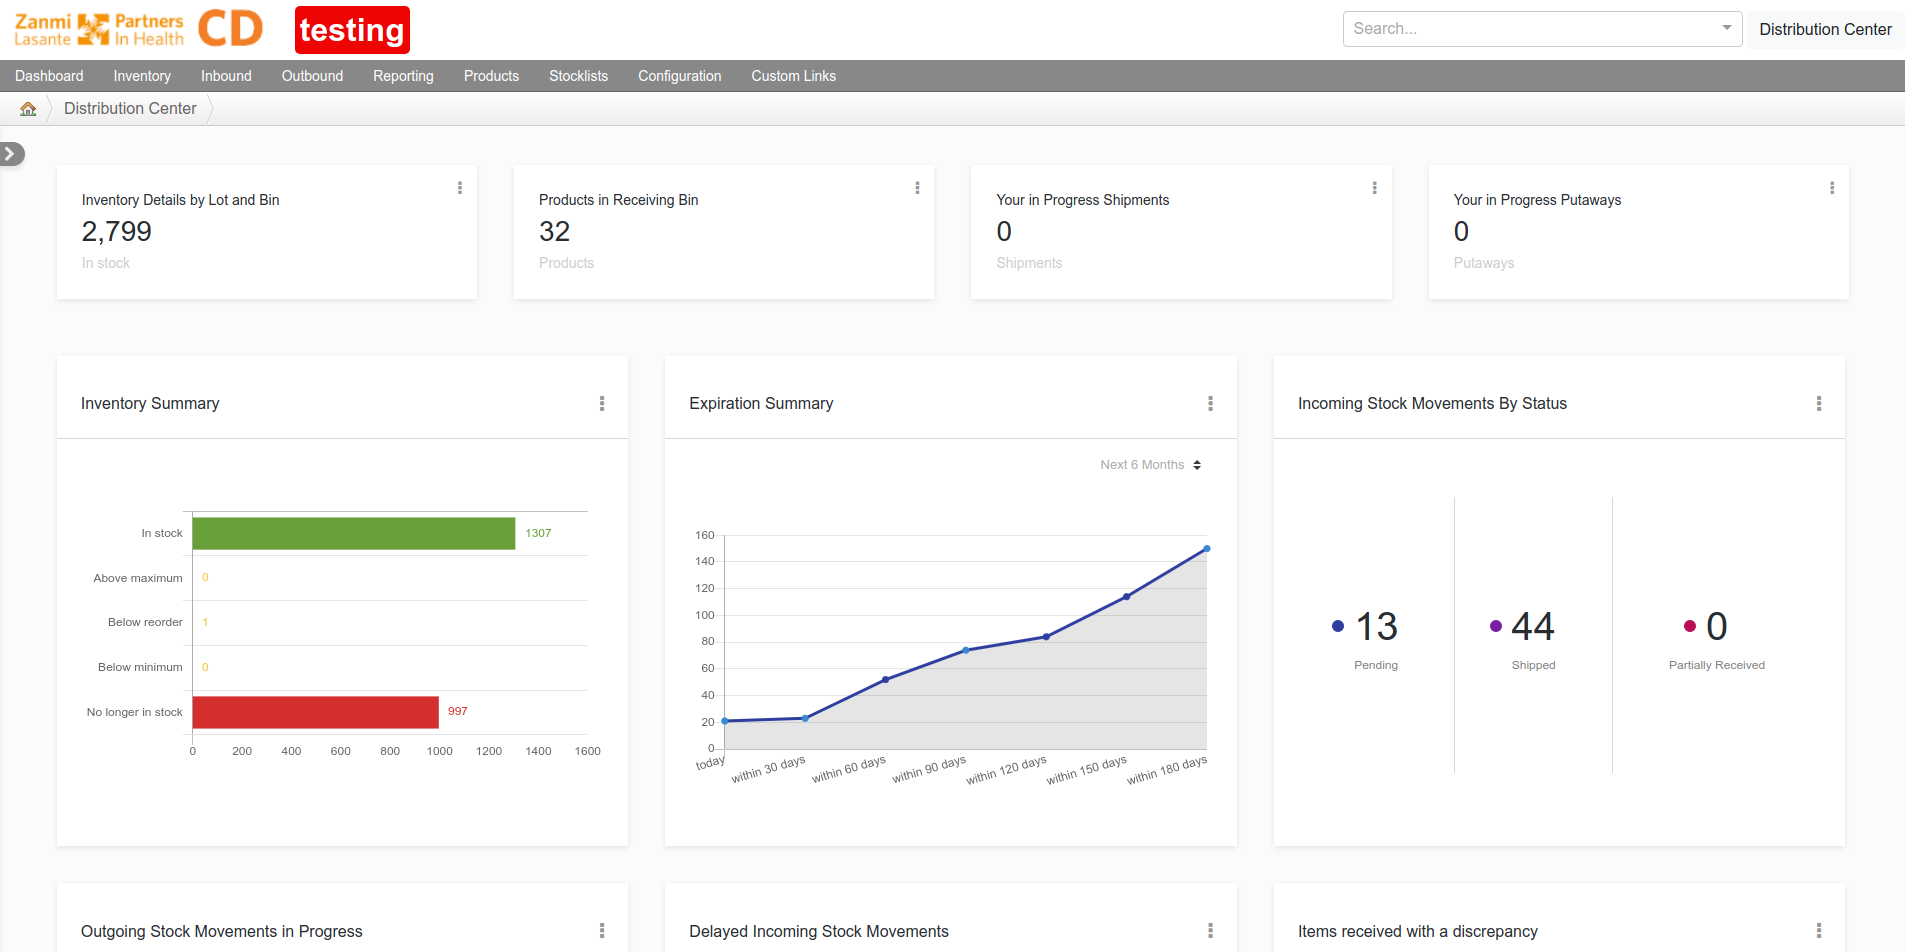 Zanmi Lasante Partners In Health CD testing Search... Distribution Center
Dashboard Inventory Inbound Outbound Reporting Products Stocklists Configuration Custom Links
Distribution Center
Inventory Details by Lot and Bin
2,799
In stock
Products in Receiving Bin
32
Products
Your in Progress Shipments
0
Shipments
Your in Progress Putaways
0
Putaways
Inventory Summary
In stock 1307
Above maximum 0
Below reorder 1
Below minimum 0
No longer in stock 997
0 200 400 600 800 1000 1200 1400 1600
Expiration Summary
Next 6 Months
160
140
120
100
80
60
40
20
0
today within 30 days within 60 days within 90 days within 120 days within 150 days within 180 days
Incoming Stock Movements By Status
13
Pending
44
Shipped
0
Partially Received
Outgoing Stock Movements in Progress
Delayed Incoming Stock Movements
Items received with a discrepancy